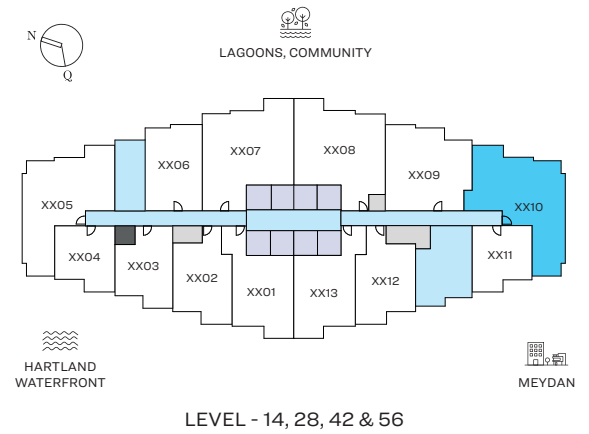 N
Q
LAGOONS, COMMUNITY
XX07
XX08
XX06
XX09
XX05
XX10
XX04
XX03
XX02
XX01
XX13
XX12
XX11
HARTLAND
WATERFRONT
MEYDAN
LEVEL - 14, 28, 42 & 56